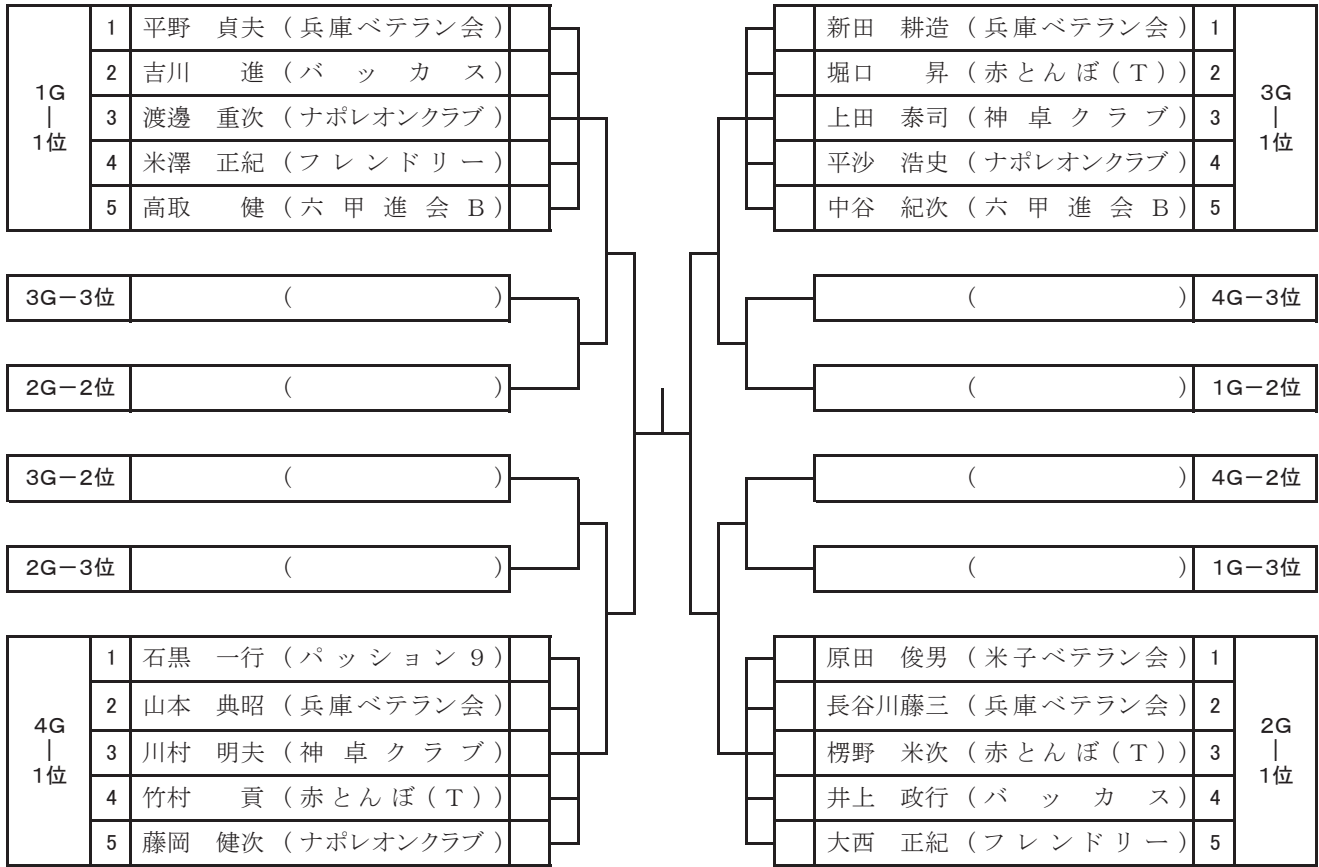 1G
|
1位
1 平野 貞夫 (兵庫ベテラン会)
2 吉川 進 (バッカス)
3 渡邊 重次 (ナポレオンクラブ)
4 米澤 正紀 (フレンドリー)
5 高取 健 (六甲進会B)
3G－3位 ( )
2G－2位 ( )
3G－2位 ( )
2G－3位 ( )
4G
|
1位
1 石黒 一行 (パッション9)
2 山本 典昭 (兵庫ベテラン会)
3 川村 明夫 (神卓クラブ)
4 竹村 貢 (赤とんぼ(T))
5 藤岡 健次 (ナポレオンクラブ)
新田 耕造 (兵庫ベテラン会) 1
堀口 昇 (赤とんぼ(T)) 2
上田 泰司 (神卓クラブ) 3
平沙 浩史 (ナポレオンクラブ) 4
中谷 紀次 (六甲進会B) 5
3G
|
1位
( ) 4G－3位
( ) 1G－2位
( ) 4G－2位
( ) 1G－3位
原田 俊男 (米子ベテラン会) 1
長谷川藤三 (兵庫ベテラン会) 2
楞野 米次 (赤とんぼ(T)) 3
井上 政行 (バッカス) 4
大西 正紀 (フレンドリー) 5
2G
|
1位